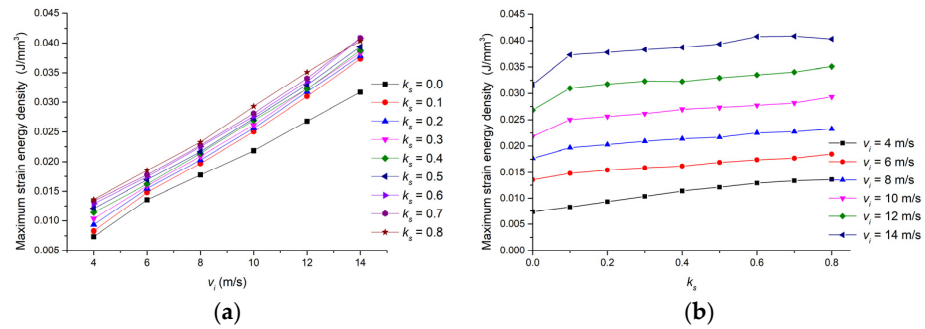 Maximum strain energy density (J/mm³)
0.045
0.040
0.035
0.030
0.025
0.020
0.015
0.010
0.005
4 6 8 10 12 14
vᵢ (m/s)
kₛ = 0.0
kₛ = 0.1
kₛ = 0.2
kₛ = 0.3
kₛ = 0.4
kₛ = 0.5
kₛ = 0.6
kₛ = 0.7
kₛ = 0.8
(a)
Maximum strain energy density (J/mm³)
0.045
0.040
0.035
0.030
0.025
0.020
0.015
0.010
0.005
0.000
0.0 0.2 0.4 0.6 0.8
kₛ
vᵢ = 4 m/s
vᵢ = 6 m/s
vᵢ = 8 m/s
vᵢ = 10 m/s
vᵢ = 12 m/s
vᵢ = 14 m/s
(b)